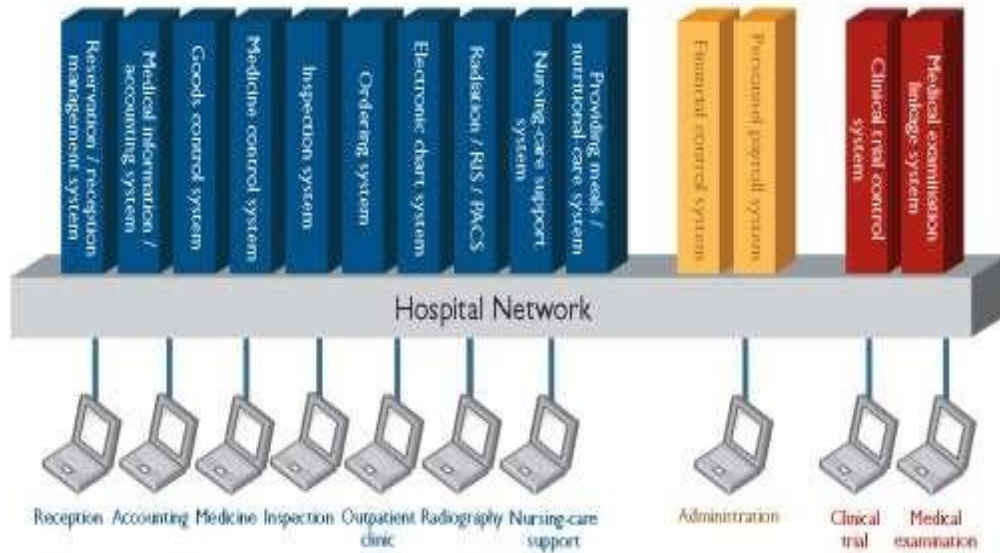 Reservation / reception
management system
Medical information /
accounting system
Goods control system
Medicine control system
Inspection system
Ordering system
Electronic chart system
Radiation / RIS / PACS
Nursing-care support
system
Providing meals /
nutritional-care system
Financial control system
Personnel payroll system
Clinical trial control
system
Medical examination
linkage system
Hospital Network
Reception
Accounting
Medicine
Inspection
Outpatient
clinic
Radiography
Nursing-care
support
Administration
Clinical
trial
Medical
examination